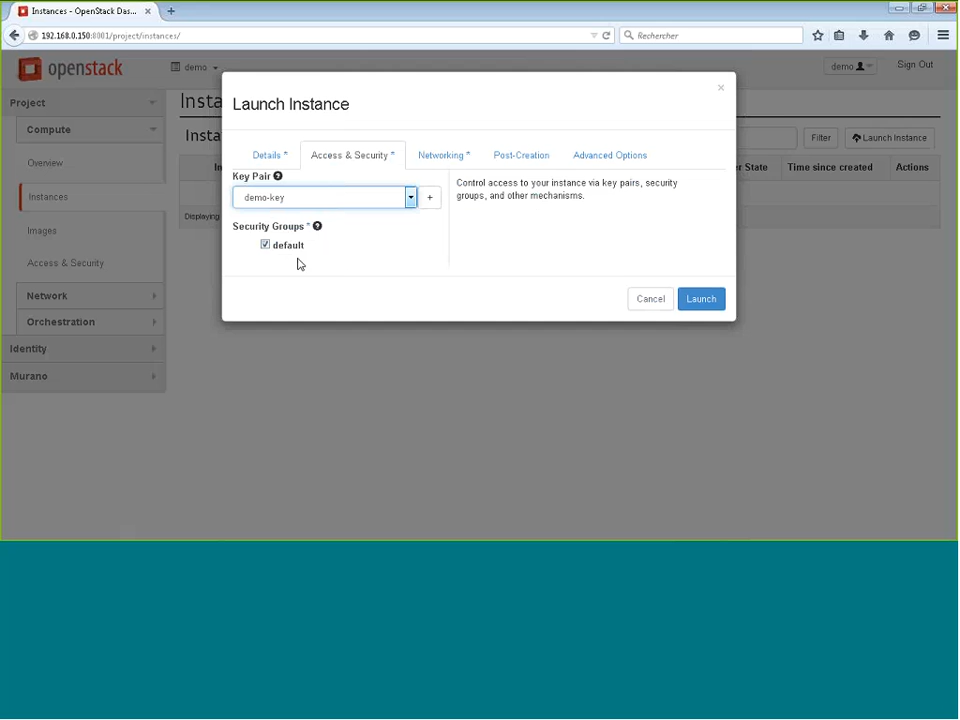 Instances - OpenStack Das...
192.168.0.150:8001/project/instances/
Rechercher
openstack
demo
demo
Sign Out
Project
Compute
Overview
Instances
Images
Access & Security
Network
Orchestration
Identity
Murano
Insta
Insta
Filter
Launch Instance
In
er State
Time since created
Actions
Displaying
Launch Instance
×
Details *
Access & Security *
Networking *
Post-Creation
Advanced Options
Key Pair
demo-key
+
Security Groups *
default
Control access to your instance via key pairs, security
groups, and other mechanisms.
Cancel
Launch